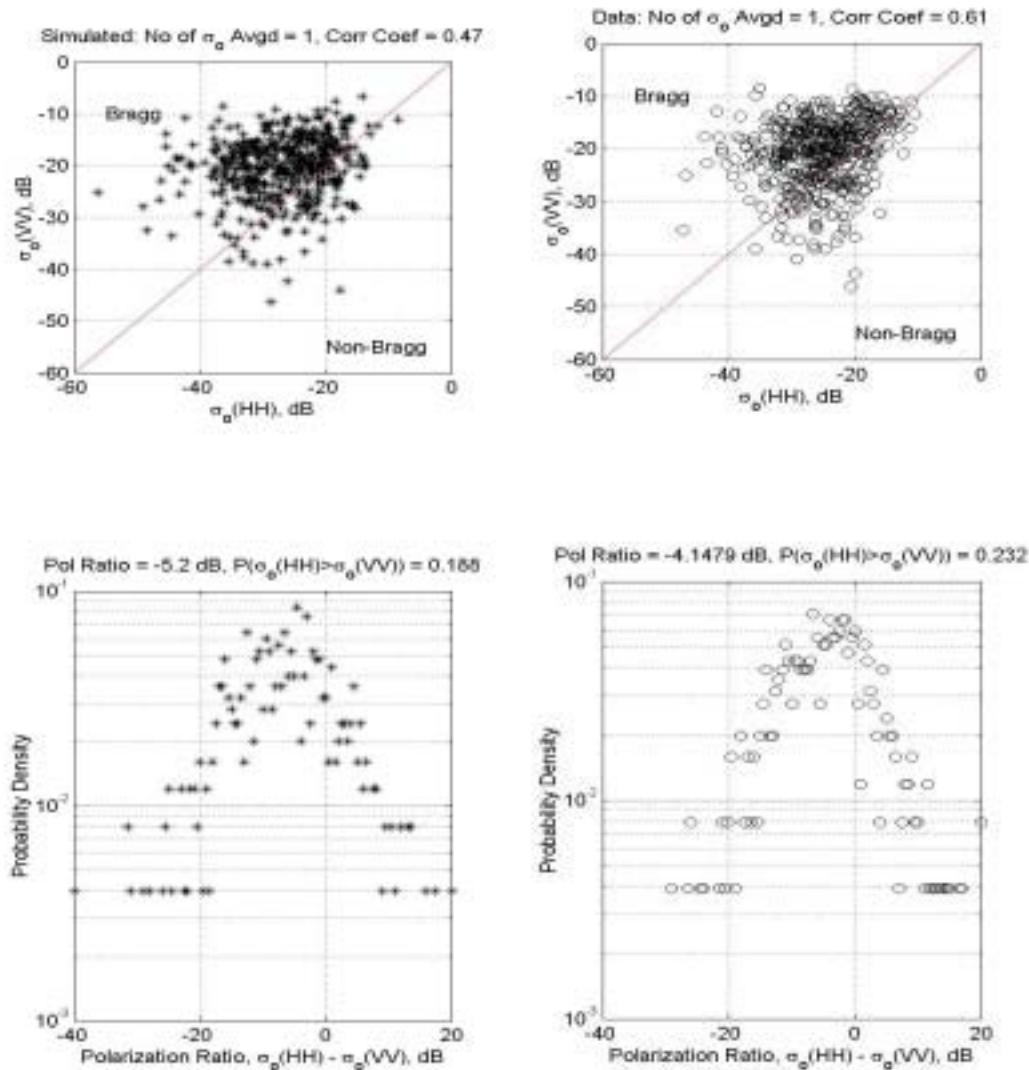 Simulated: No of σo Avgd = 1, Corr Coef = 0.47
0
-10
-20
-30
-40
-50
-60
Bragg
Non-Bragg
σo(VV), dB
-60
-40
-20
0
σo(HH), dB
Data: No of σo Avgd = 1, Corr Coef = 0.61
0
-10
-20
-30
-40
-50
-60
Bragg
Non-Bragg
σo(VV), dB
-60
-40
-20
0
σo(HH), dB
Pol Ratio = -5.2 dB, P(σo(HH)>σo(VV)) = 0.188
10-1
10-2
10-3
Probability Density
-40
-20
0
20
Polarization Ratio, σo(HH) - σo(VV), dB
Pol Ratio = -4.1479 dB, P(σo(HH)>σo(VV)) = 0.232
10-1
10-2
10-3
Probability Density
-40
-20
0
20
Polarization Ratio, σo(HH) - σo(VV), dB